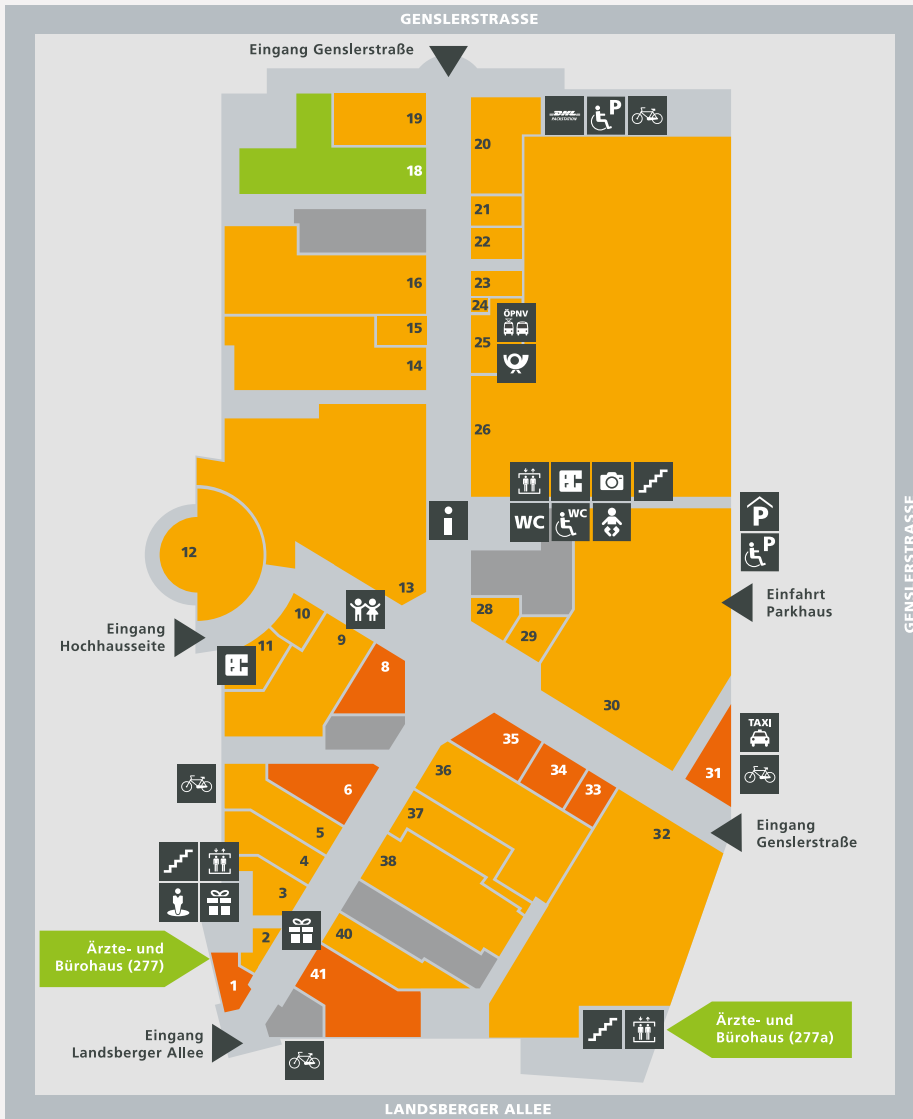 GENSLERSTRASSE
Eingang Genslerstraße
19
20
DHL
PACKSTATION
P
18
21
22
16
23
24
ÖPNV
15
25
14
26
WC
WC
P
P
12
13
GENSLERSTRASSE
28
29
10
9
11
8
Eingang
Hochhausseite
Einfahrt
Parkhaus
30
35
34
33
31
TAXI
36
6
37
5
38
4
3
32
Eingang
Genslerstraße
2
40
41
1
Ärzte- und
Bürohaus (277)
Eingang
Landsberger Allee
Ärzte- und
Bürohaus (277a)
LANDSBERGER ALLEE